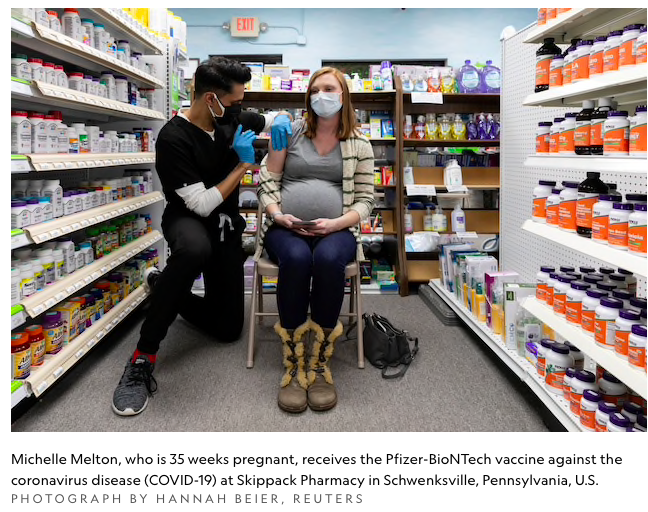 EXIT
Michelle Melton, who is 35 weeks pregnant, receives the Pfizer-BioNTech vaccine against the
coronavirus disease (COVID-19) at Skippack Pharmacy in Schwenksville, Pennsylvania, U.S.
PHOTOGRAPH BY HANNAH BEIER, REUTERS